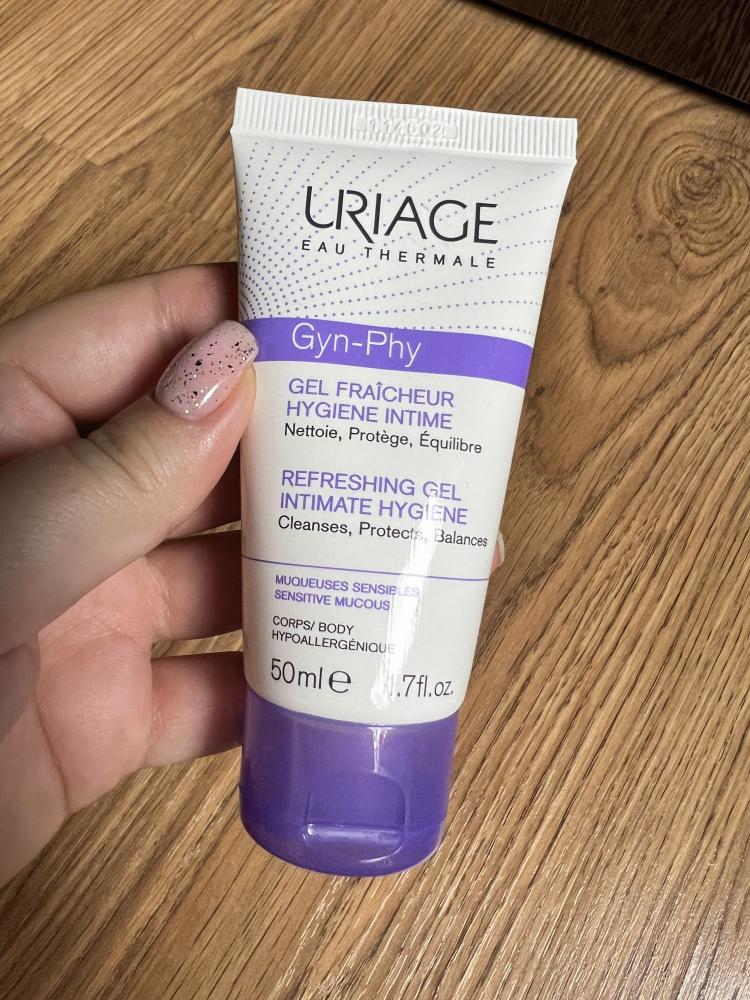 URIAGE
EAU THERMALE
Gyn-Phy
GEL FRAÎCHEUR
HYGIENE INTIME
Nettoie, Protège, Équilibre
REFRESHING GEL
INTIMATE HYGIENE
Cleanses, Protects, Balances
MUQUEUSES SENSIBLES
SENSITIVE MUCOUS
CORPS/ BODY
HYPOALLERGÉNIQUE
50ml e 1.7fl.oz.